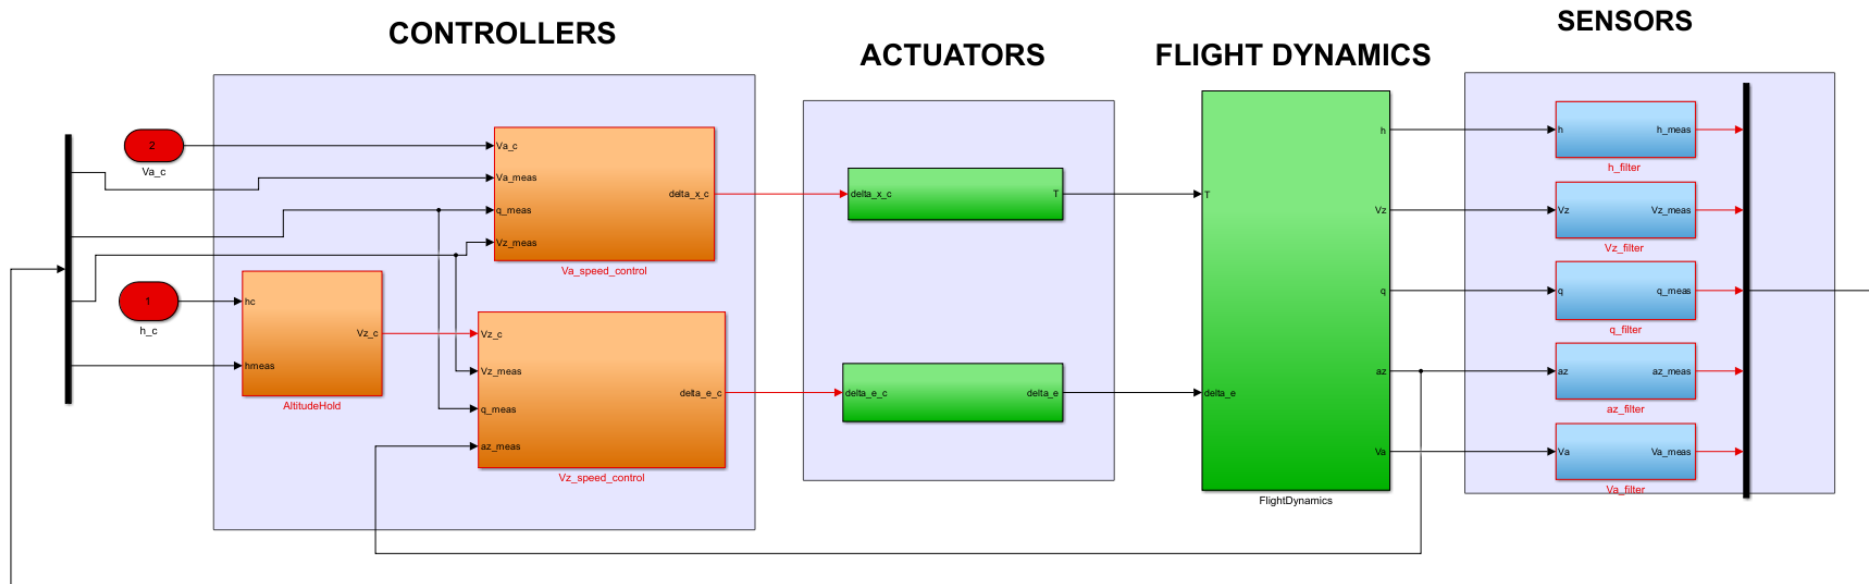 CONTROLLERS
ACTUATORS
FLIGHT DYNAMICS
SENSORS
2
Va_c
1
h_c
Va_c
Va_meas
q_meas
Vz_meas
delta_x_c
Va_speed_control
hc
hmeas
Vz_c
AltitudeHold
Vz_c
Vz_meas
q_meas
az_meas
delta_e_c
Vz_speed_control
delta_x_c
T
delta_e_c
delta_e
T
delta_e
h
Vz
q
az
Va
FlightDynamics
h
h_meas
h_filter
Vz
Vz_meas
Vz_filter
q
q_meas
q_filter
az
az_meas
az_filter
Va
Va_meas
Va_filter